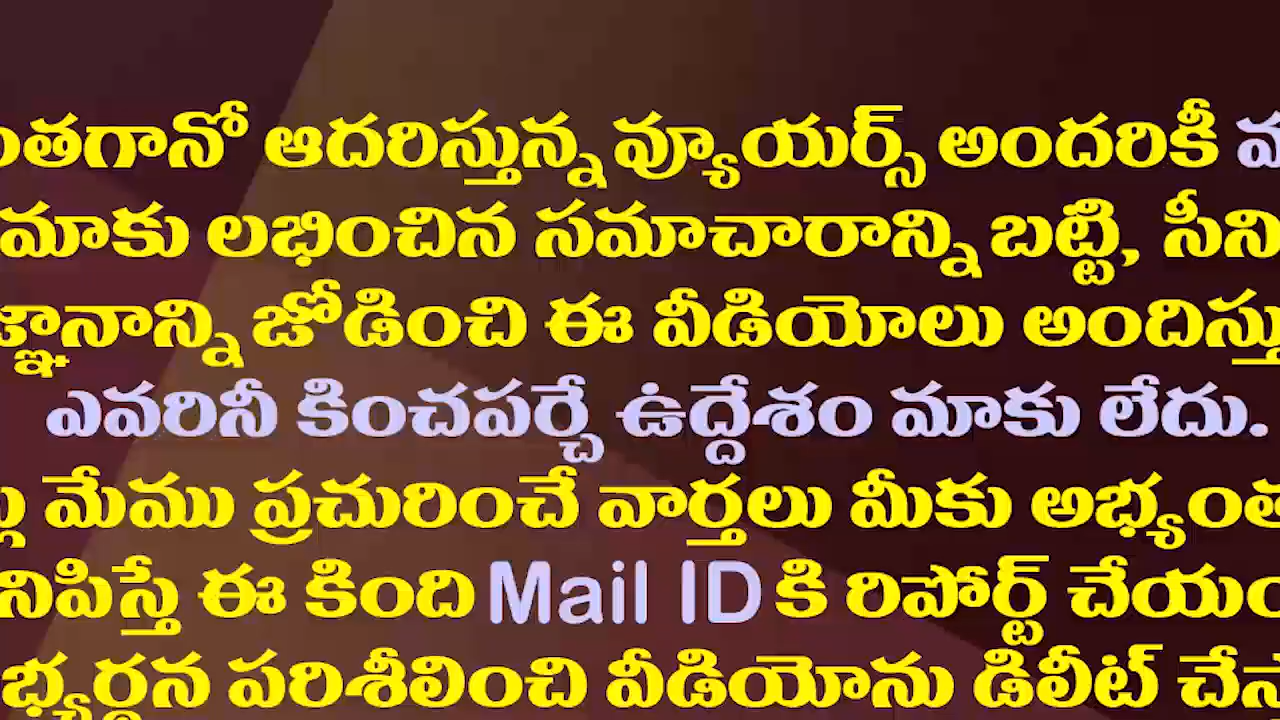 ంతగానో ఆదరిస్తున్న వ్యూయర్స్ అందరికీ
మాకు లభించిన సమాచారాన్ని బట్టి, సీని
జ్ఞానాన్ని జోడించి ఈ వీడియోలు అందిస్తు
ఎవరినీ కించపర్చే ఉద్దేశం మాకు లేదు.
మేము ప్రచురించే వార్తలు మీకు అభ్యంత
నిపిస్తే ఈ కింది Mail ID కి రిపోర్ట్ చేయం
భ్యర్థన పరిశీలించి వీడియోను డిలీట్ చేస